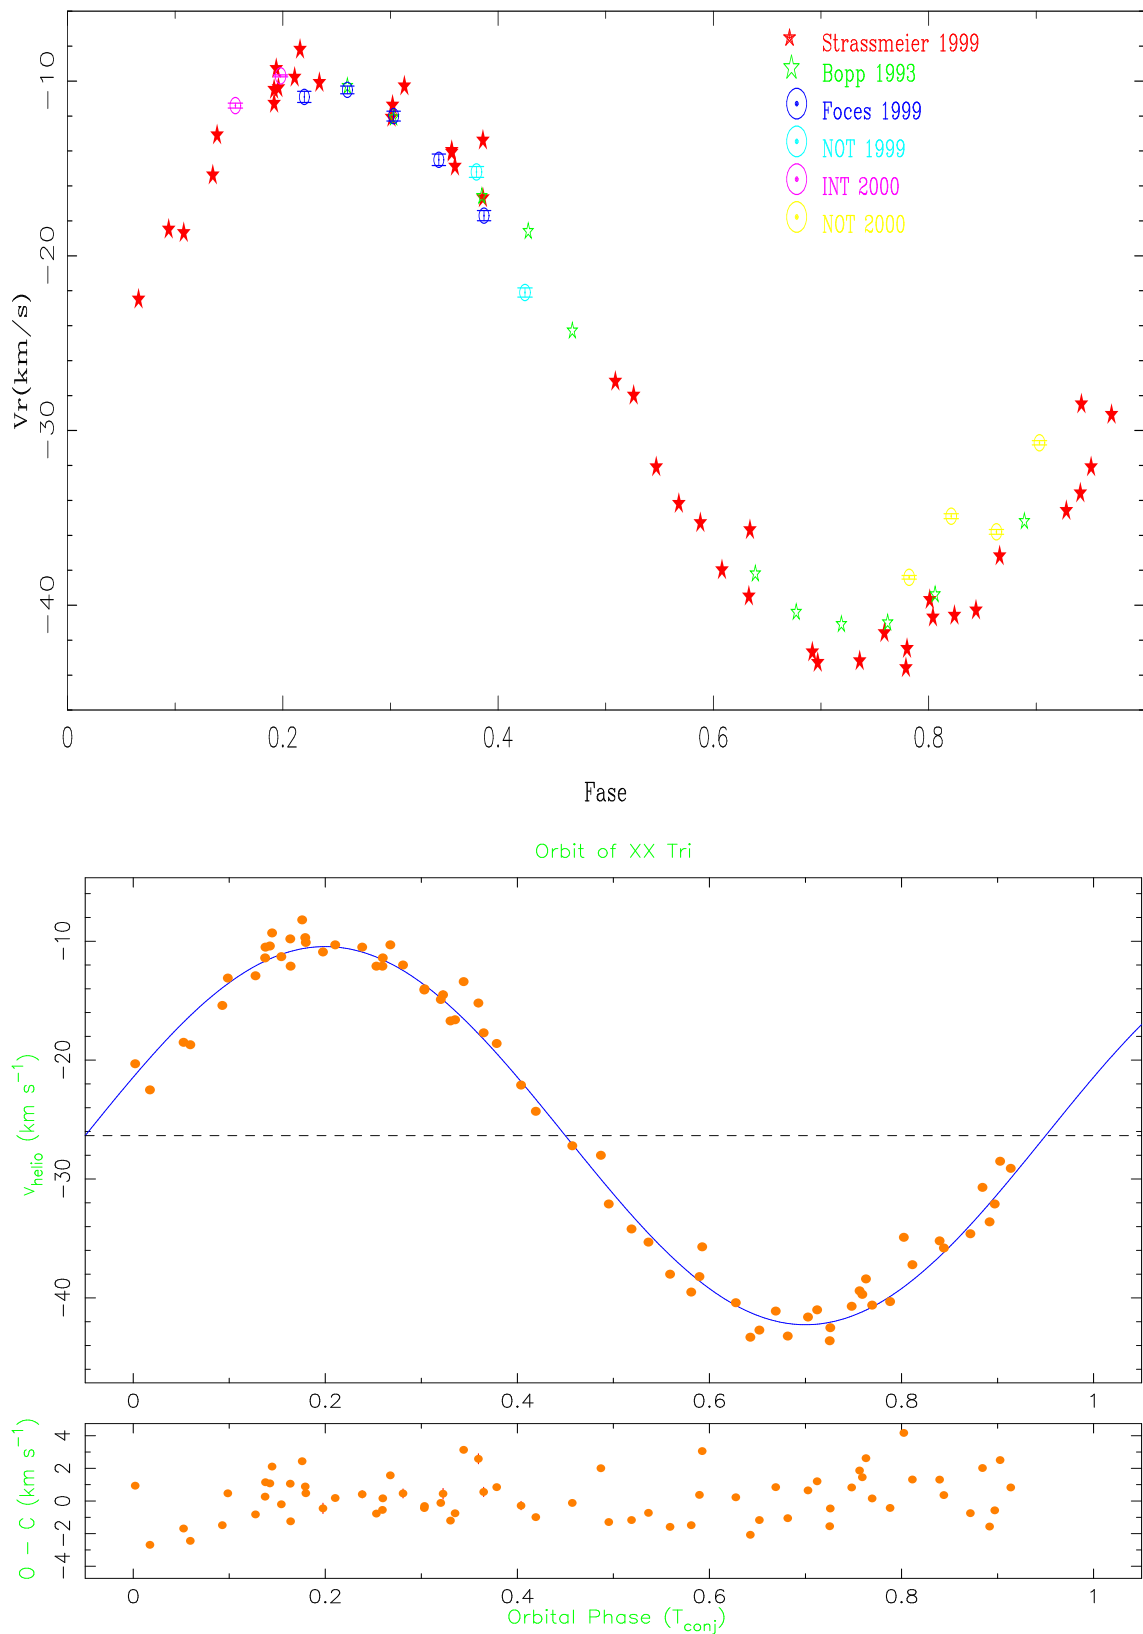 Strassmeier 1999
Bopp 1993
Foces 1999
NOT 1999
INT 2000
NOT 2000
Vr(km/s)
−10
−20
−30
−40
0 0.2 0.4 0.6 0.8
Fase
Orbit of XX Tri
v_helio (km s^−1)
−10
−20
−30
−40
0 0.2 0.4 0.6 0.8 1
O − C (km s^−1)
4
2
0
−2
−4
0 0.2 0.4 0.6 0.8 1
Orbital Phase (T_conj)